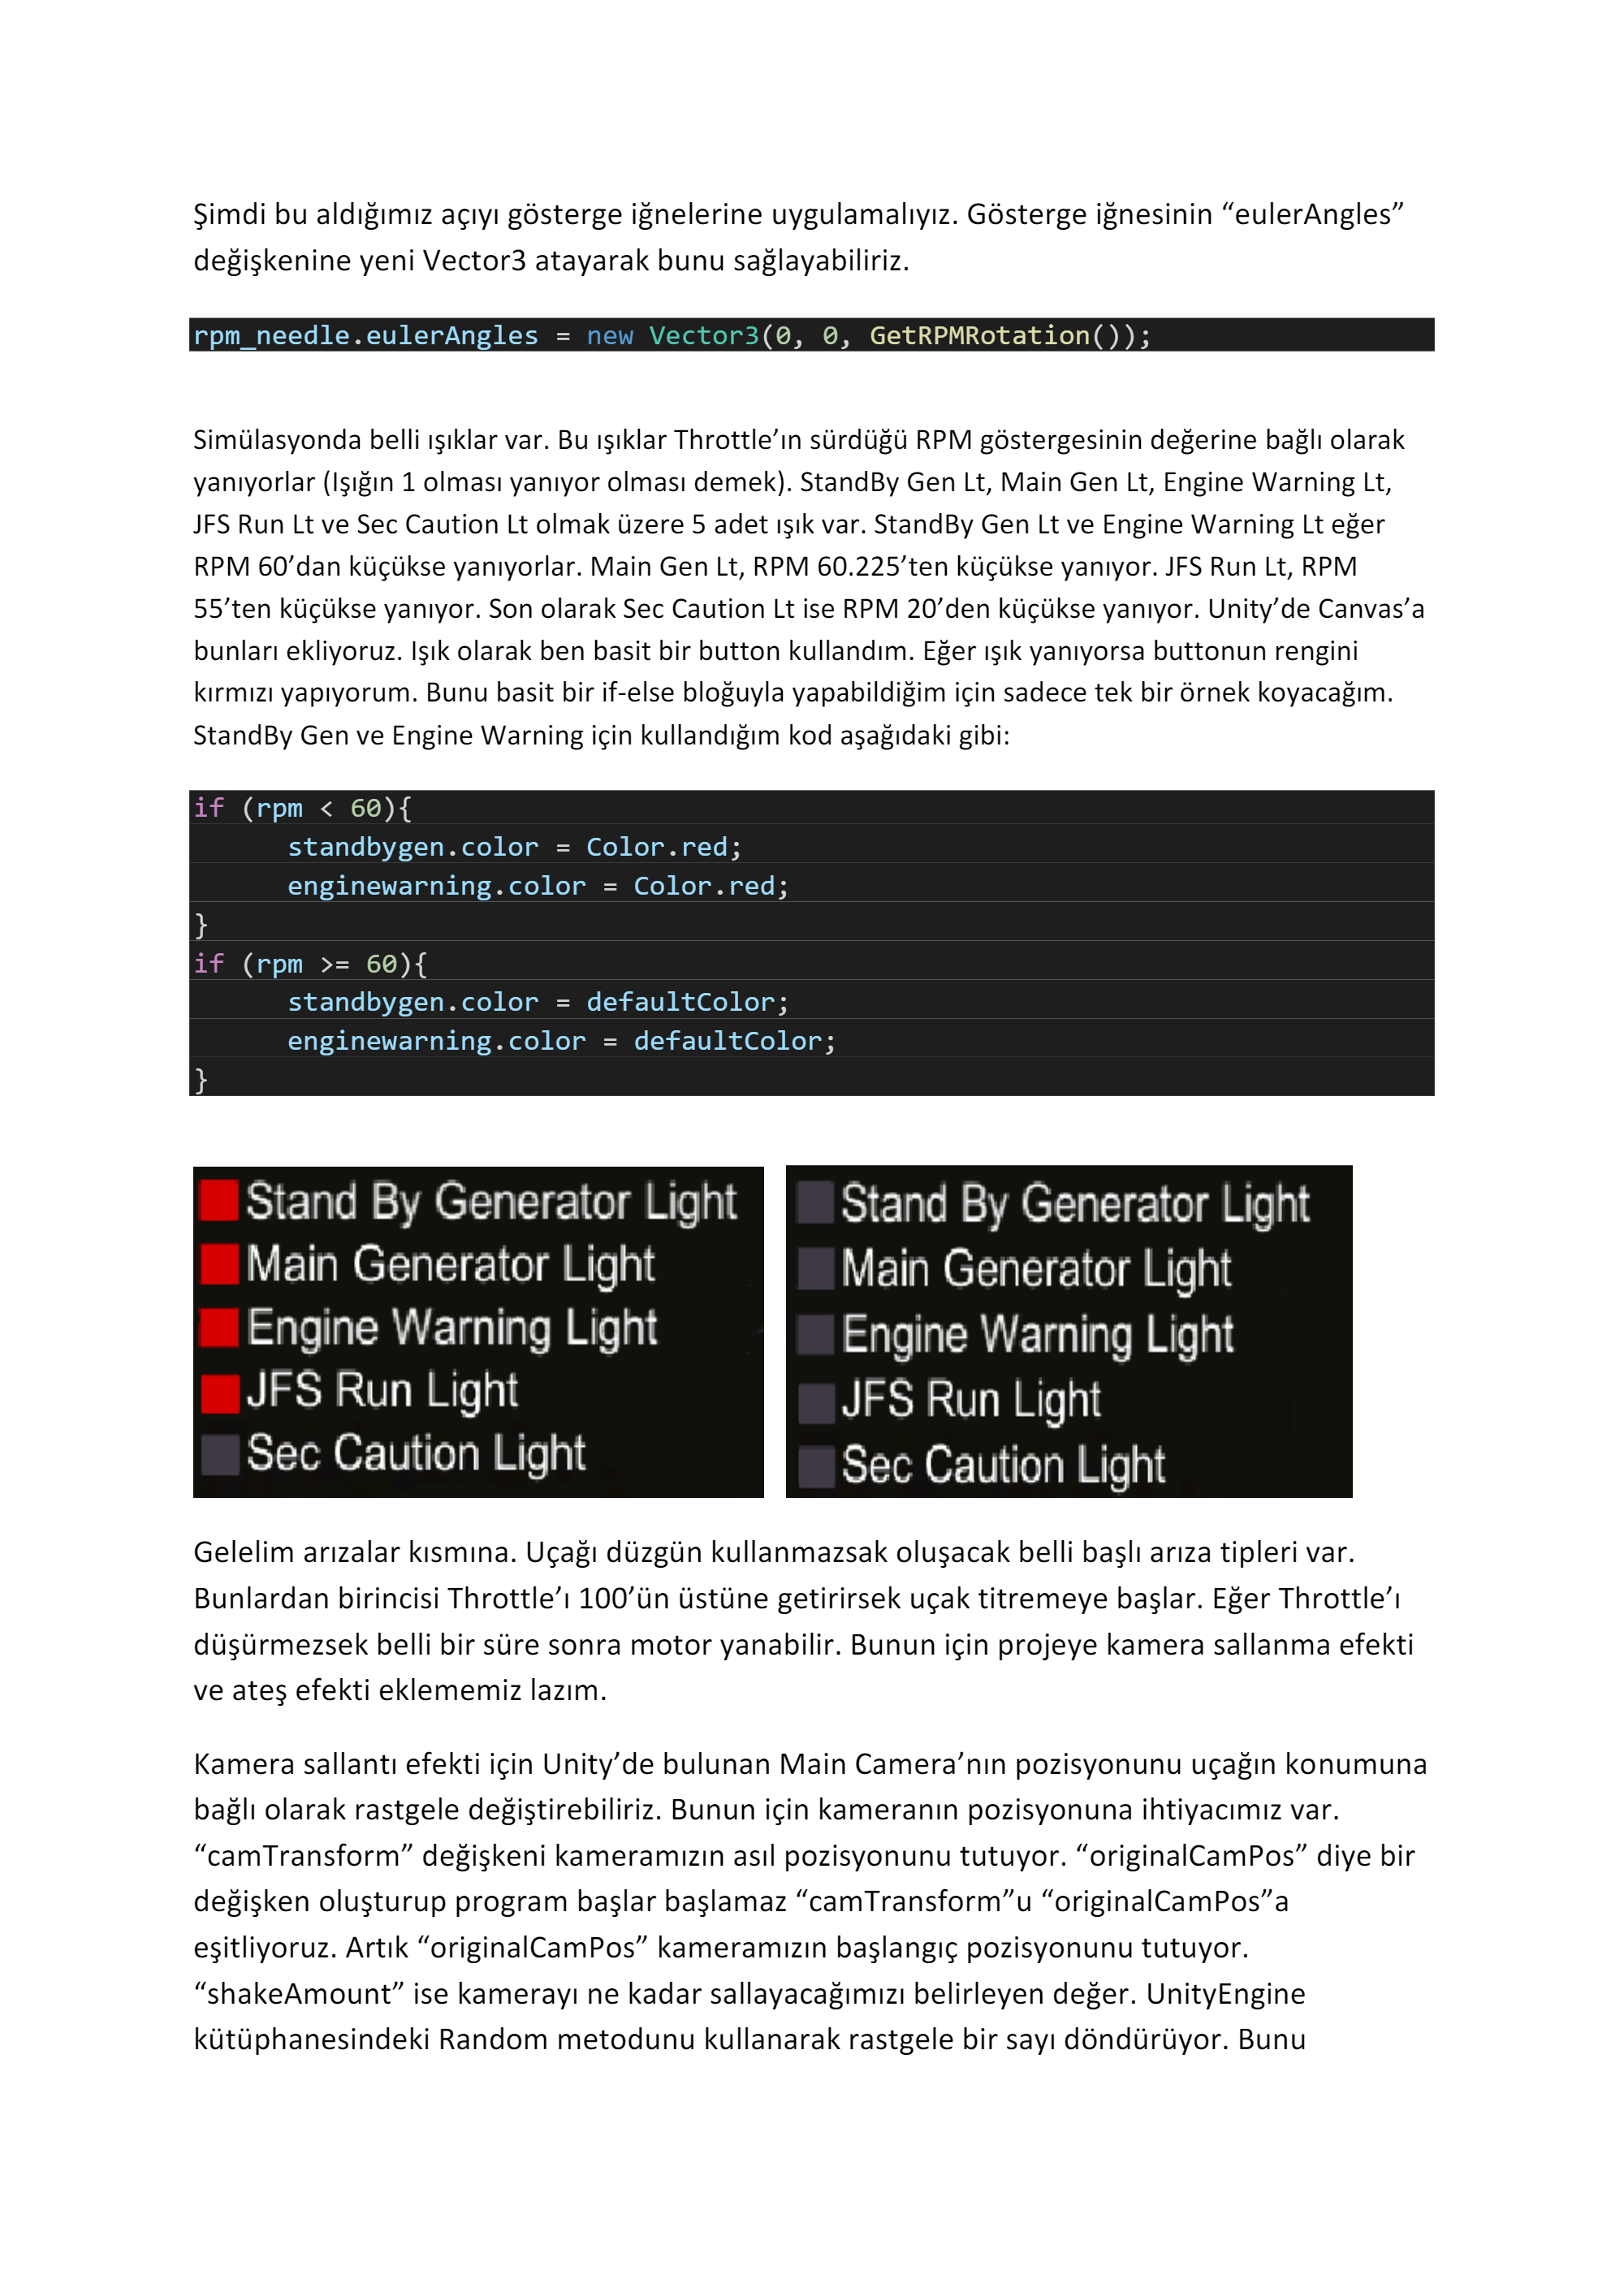 Şimdi bu aldığımız açıyı gösterge iğnelerine uygulamalıyız. Gösterge iğnesinin “eulerAngles”
değişkenine yeni Vector3 atayarak bunu sağlayabiliriz.
rpm_needle.eulerAngles = new Vector3(0, 0, GetRPMRotation());
Simülasyonda belli ışıklar var. Bu ışıklar Throttle’ın sürdüğü RPM göstergesinin değerine bağlı olarak
yanıyorlar (Işığın 1 olması yanıyor olması demek). StandBy Gen Lt, Main Gen Lt, Engine Warning Lt,
JFS Run Lt ve Sec Caution Lt olmak üzere 5 adet ışık var. StandBy Gen Lt ve Engine Warning Lt eğer
RPM 60’dan küçükse yanıyorlar. Main Gen Lt, RPM 60.225’ten küçükse yanıyor. JFS Run Lt, RPM
55’ten küçükse yanıyor. Son olarak Sec Caution Lt ise RPM 20’den küçükse yanıyor. Unity’de Canvas’a
bunları ekliyoruz. Işık olarak ben basit bir button kullandım. Eğer ışık yanıyorsa buttonun rengini
kırmızı yapıyorum. Bunu basit bir if-else bloğuyla yapabildiğim için sadece tek bir örnek koyacağım.
StandBy Gen ve Engine Warning için kullandığım kod aşağıdaki gibi:
if (rpm < 60){
standbygen.color = Color.red;
enginewarning.color = Color.red;
}
if (rpm >= 60){
standbygen.color = defaultColor;
enginewarning.color = defaultColor;
}
Stand By Generator Light
Main Generator Light
Engine Warning Light
JFS Run Light
Sec Caution Light
Stand By Generator Light
Main Generator Light
Engine Warning Light
JFS Run Light
Sec Caution Light
Gelelim arızalar kısmına. Uçağı düzgün kullanmazsak oluşacak belli başlı arıza tipleri var.
Bunlardan birincisi Throttle’ı 100’ün üstüne getirirsek uçak titremeye başlar. Eğer Throttle’ı
düşürmezsek belli bir süre sonra motor yanabilir. Bunun için projeye kamera sallanma efekti
ve ateş efekti eklememiz lazım.
Kamera sallantı efekti için Unity’de bulunan Main Camera’nın pozisyonunu uçağın konumuna
bağlı olarak rastgele değiştirebiliriz. Bunun için kameranın pozisyonuna ihtiyacımız var.
“camTransform” değişkeni kameramızın asıl pozisyonunu tutuyor. “originalCamPos” diye bir
değişken oluşturup program başlar başlamaz “camTransform”u “originalCamPos”a
eşitliyoruz. Artık “originalCamPos” kameramızın başlangıç pozisyonunu tutuyor.
“shakeAmount” ise kamerayı ne kadar sallayacağımızı belirleyen değer. UnityEngine
kütüphanesindeki Random metodunu kullanarak rastgele bir sayı döndürüyor. Bunu